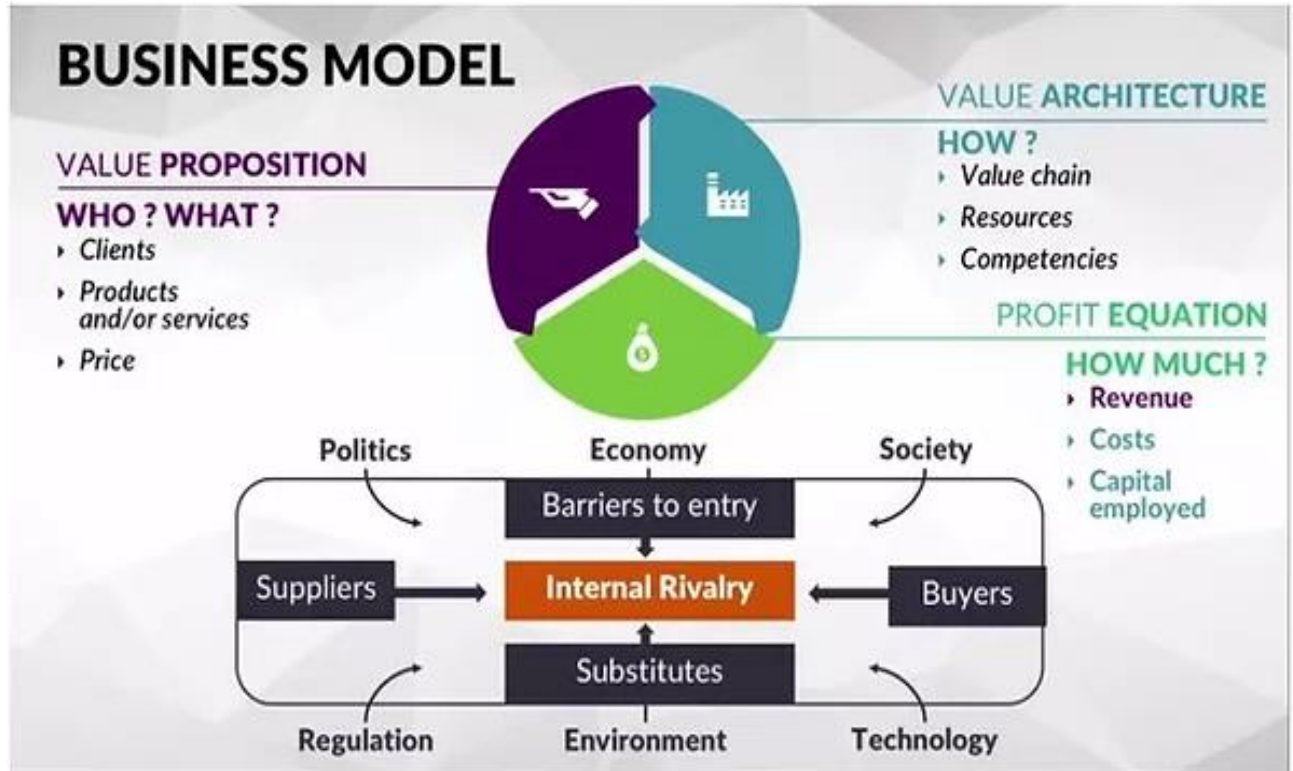 BUSINESS MODEL
VALUE PROPOSITION
WHO ? WHAT ?
Clients
Products
and/or services
Price
VALUE ARCHITECTURE
HOW ?
Value chain
Resources
Competencies
PROFIT EQUATION
HOW MUCH ?
Revenue
Costs
Capital
employed
$
Politics
Economy
Society
Barriers to entry
Suppliers
Internal Rivalry
Buyers
Substitutes
Regulation
Environment
Technology